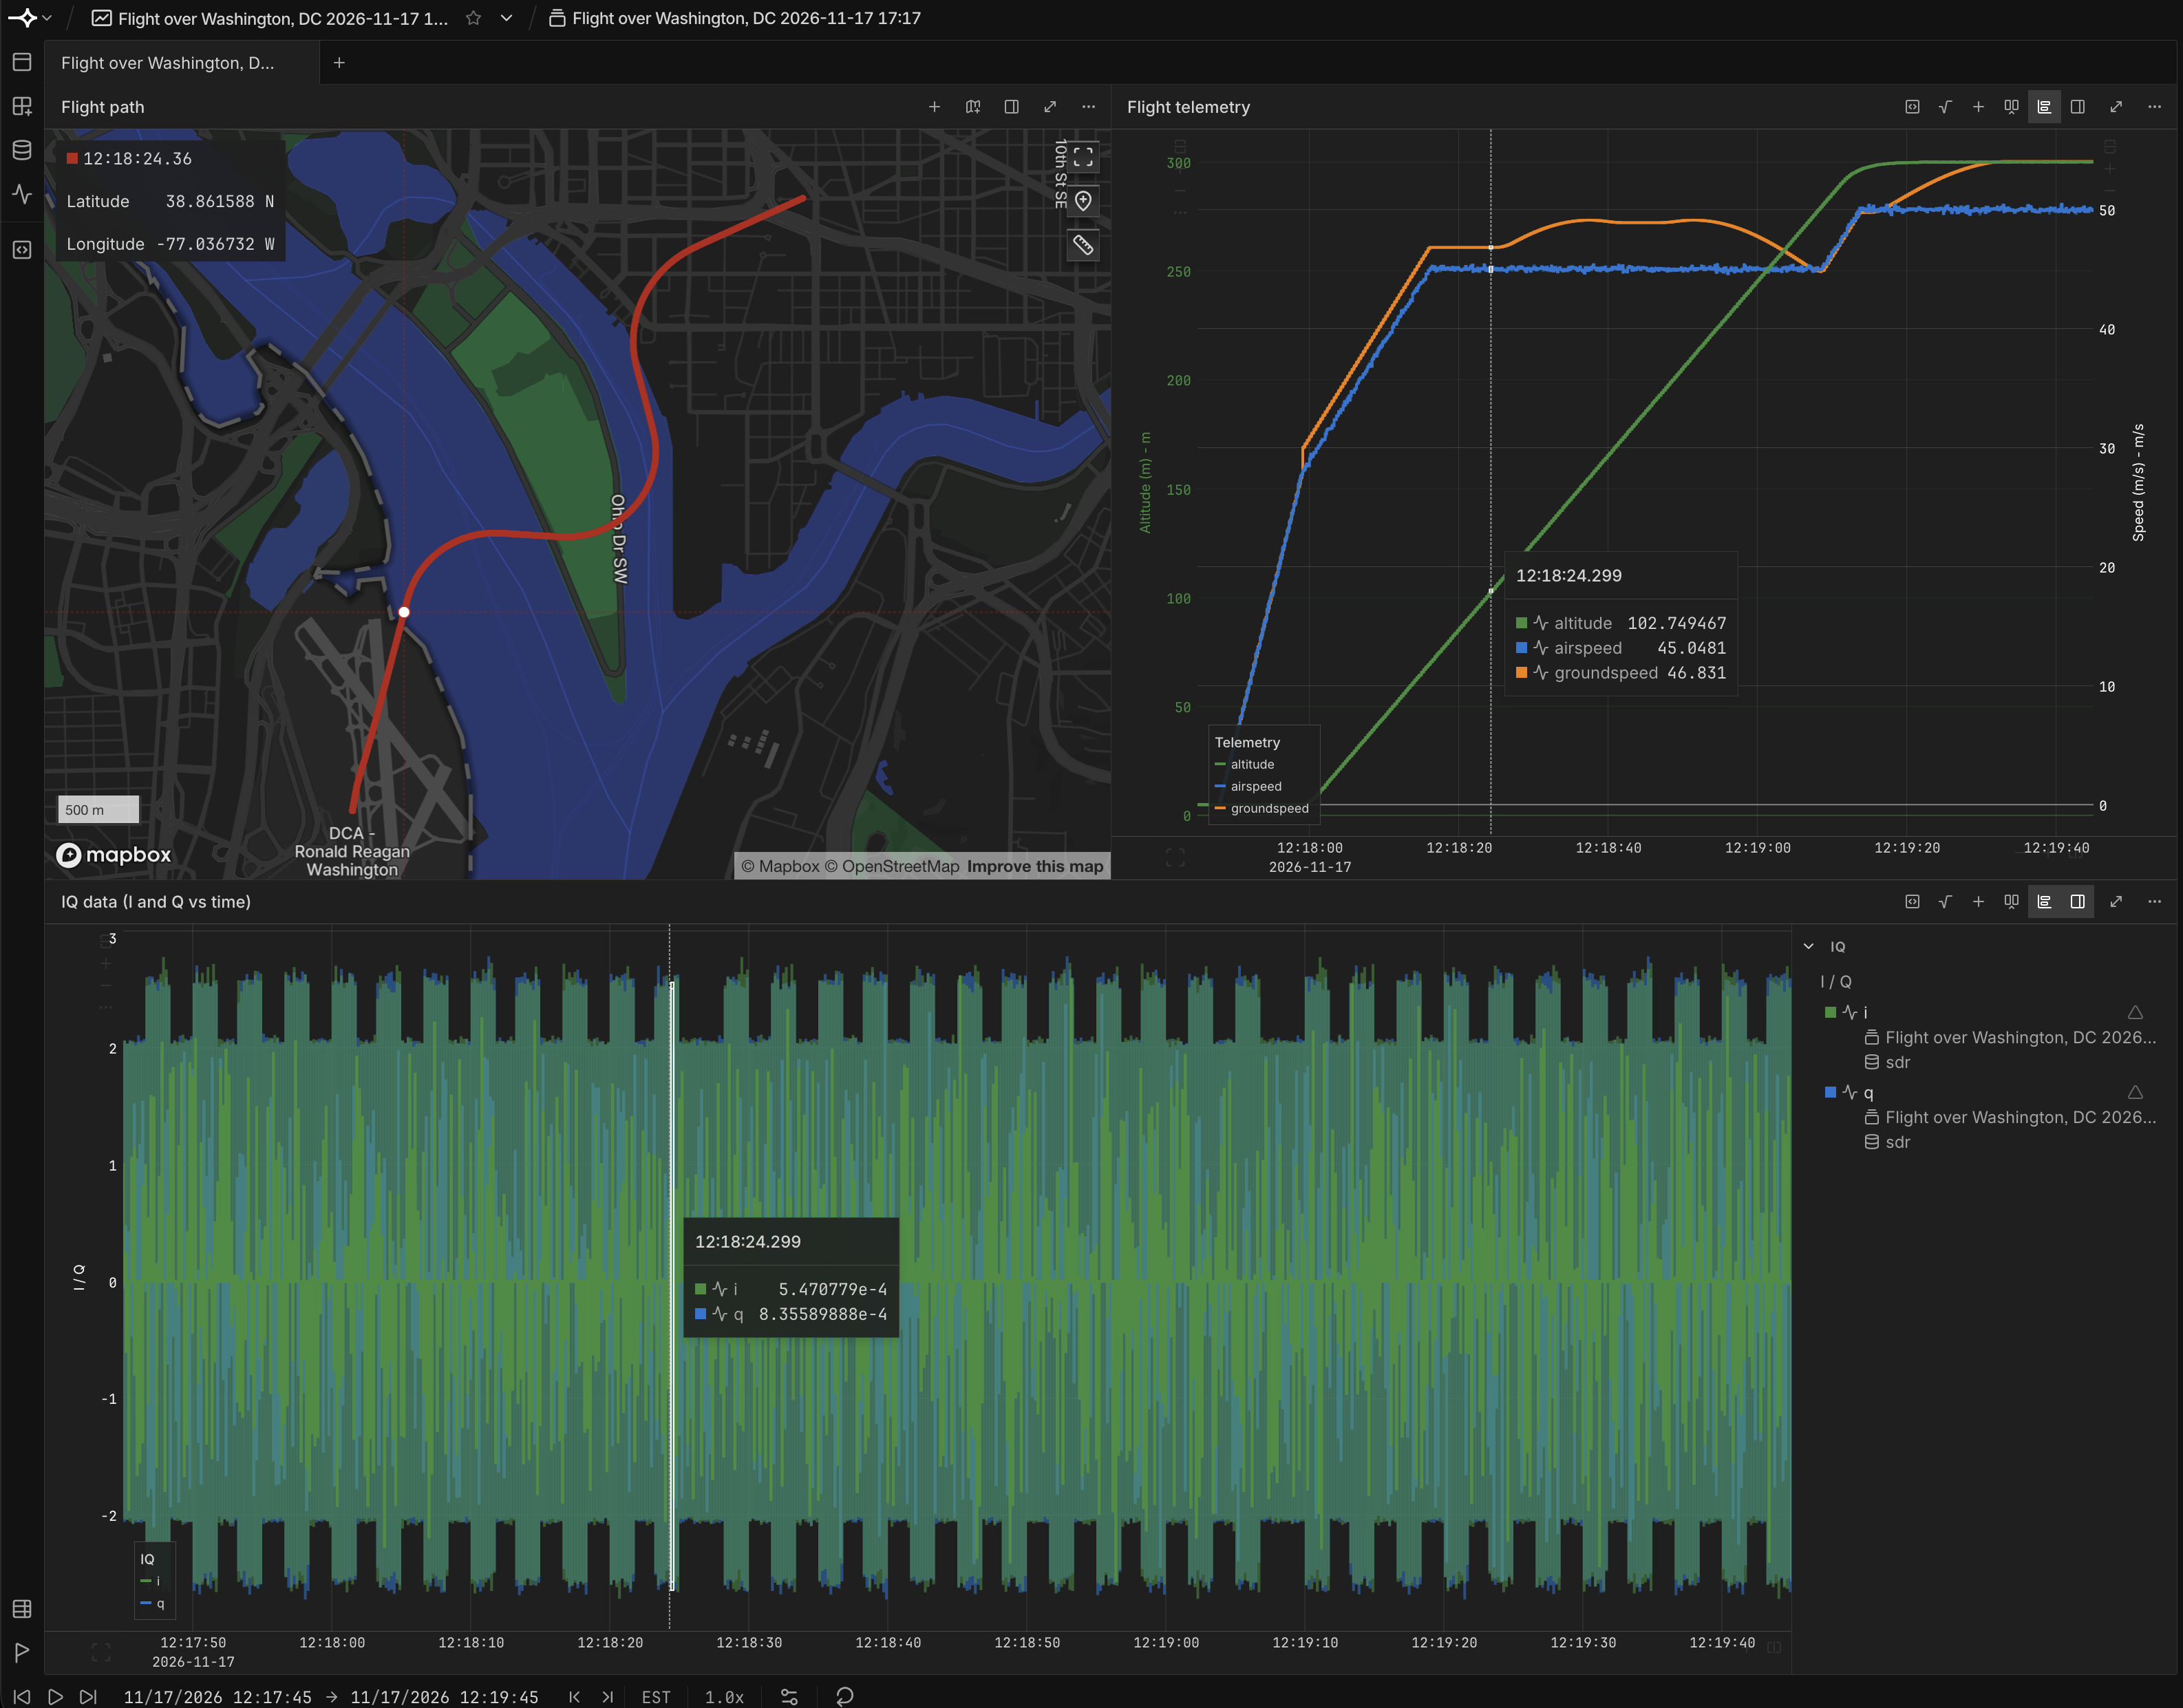 Flight over Washington, DC 2026-11-17 1...
Flight over Washington, DC 2026-11-17 17:17
Flight over Washington, D...
Flight path
12:18:24.36
Latitude 38.861588 N
Longitude -77.036732 W
10th St SE
Ohio Dr SW
500 m
DCA -
Ronald Reagan
Washington
mapbox
© Mapbox © OpenStreetMap Improve this map
Flight telemetry
300
250
200
150
100
50
0
Altitude (m) - m
50
40
30
20
10
0
Speed (m/s) - m/s
12:18:24.299
altitude 102.749467
airspeed 45.0481
groundspeed 46.831
Telemetry
altitude
airspeed
groundspeed
12:18:00 12:18:20 12:18:40 12:19:00 12:19:20 12:19:40
2026-11-17
IQ data (I and Q vs time)
3
2
1
0
-1
-2
I / Q
12:18:24.299
i 5.470779e-4
q 8.35589888e-4
IQ
i
q
12:17:50 12:18:00 12:18:10 12:18:20 12:18:30 12:18:40 12:18:50 12:19:00 12:19:10 12:19:20 12:19:30 12:19:40
2026-11-17
IQ
I / Q
i
Flight over Washington, DC 2026...
sdr
q
Flight over Washington, DC 2026...
sdr
11/17/2026 12:17:45 → 11/17/2026 12:19:45 EST 1.0x